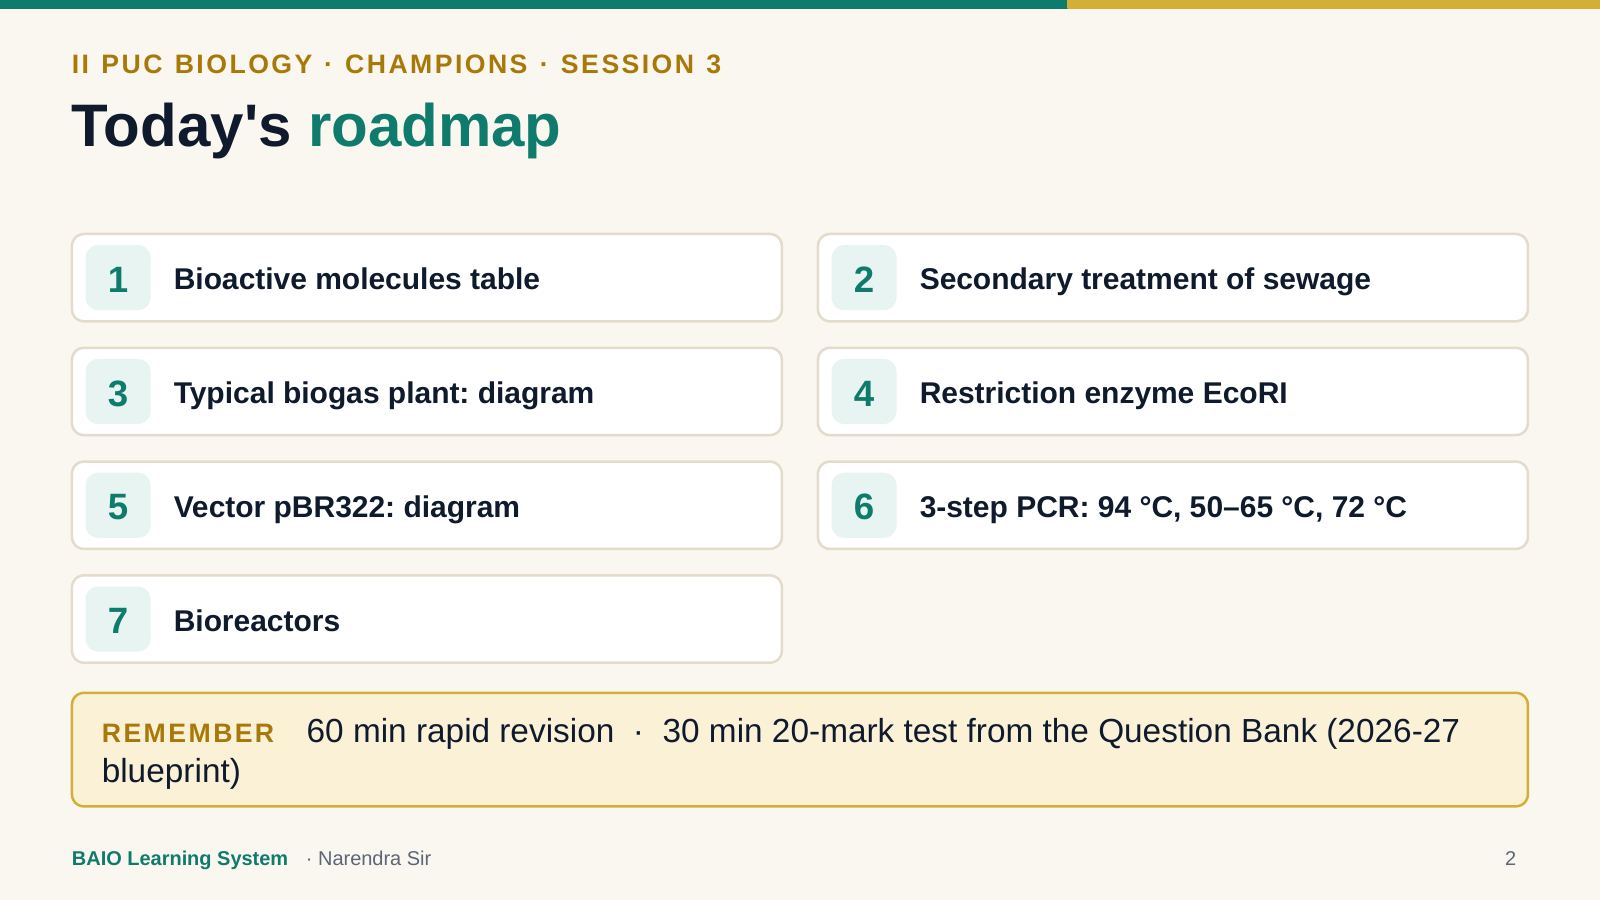 II PUC BIOLOGY · CHAMPIONS · SESSION 3
Today's roadmap
1 Bioactive molecules table
2 Secondary treatment of sewage
3 Typical biogas plant: diagram
4 Restriction enzyme EcoRI
5 Vector pBR322: diagram
6 3-step PCR: 94 °C, 50–65 °C, 72 °C
7 Bioreactors
REMEMBER 60 min rapid revision · 30 min 20-mark test from the Question Bank (2026-27
blueprint)
BAIO Learning System · Narendra Sir 2